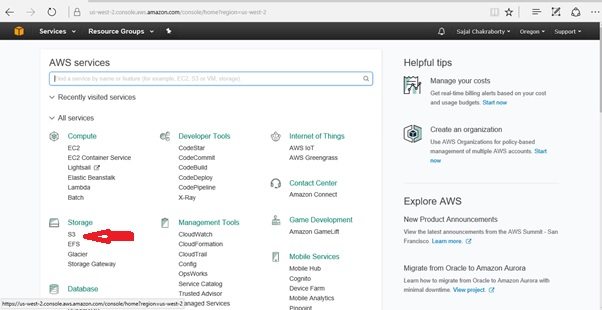 us-west-2.console.aws.amazon.com/console/home?region=us-west-2
Services Resource Groups Sajal Chakraborty Oregon Support
AWS services
Find a service by name or feature (for example, EC2, S3 or VM, storage).
Recently visited services
All services
Compute
EC2
EC2 Container Service
Lightsail
Elastic Beanstalk
Lambda
Batch
Developer Tools
CodeStar
CodeCommit
CodeBuild
CodeDeploy
CodePipeline
X-Ray
Internet of Things
AWS IoT
AWS Greengrass
Contact Center
Amazon Connect
Game Development
Amazon GameLift
Storage
S3
EFS
Glacier
Storage Gateway
Management Tools
CloudWatch
CloudFormation
CloudTrail
Config
OpsWorks
Service Catalog
Trusted Advisor
Managed Services
Mobile Services
Mobile Hub
Cognito
Device Farm
Mobile Analytics
Pinpoint
Database
Helpful tips
Manage your costs
Get real-time billing alerts based on your cost
and usage budgets. Start now
Create an organization
Use AWS Organizations for policy-based
management of multiple AWS accounts. Start
now
Explore AWS
New Product Announcements
View the latest announcements from the AWS Summit - San
Francisco Learn more.
Migrate from Oracle to Amazon Aurora
Learn how to migrate from Oracle to Amazon Aurora with
minimal downtime. View project
https://us-west-2.console.aws.amazon.com/console/home?region=us-west-2